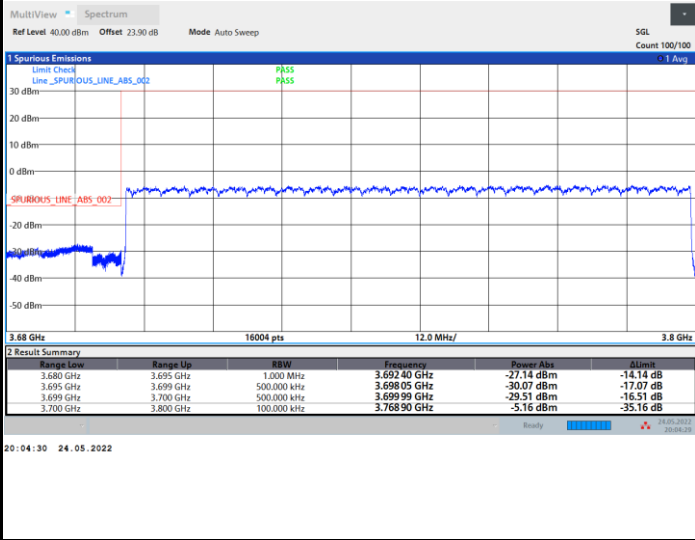 MultiView Spectrum
Ref Level 40.00 dBm Offset 23.90 dB Mode Auto Sweep SGL
Count 100/100
1 Spurious Emissions 1 Avg
Limit Check PASS
Line _SPURIOUS_LINE_ABS_002 PASS
30 dBm
20 dBm
10 dBm
0 dBm
_SPURIOUS_LINE_ABS_002
-20 dBm
-30 dBm
-40 dBm
-50 dBm
3.68 GHz 16004 pts 12.0 MHz/ 3.8 GHz
2 Result Summary
Range Low Range Up RBW Frequency Power Abs ΔLimit
3.680 GHz 3.695 GHz 1.000 MHz 3.692 40 GHz -27.14 dBm -14.14 dB
3.695 GHz 3.699 GHz 500.000 kHz 3.698 05 GHz -30.07 dBm -17.07 dB
3.699 GHz 3.700 GHz 500.000 kHz 3.699 99 GHz -29.51 dBm -16.51 dB
3.700 GHz 3.800 GHz 100.000 kHz 3.768 90 GHz -5.16 dBm -35.16 dB
Ready 24.05.2022
20:04:29
20:04:30 24.05.2022